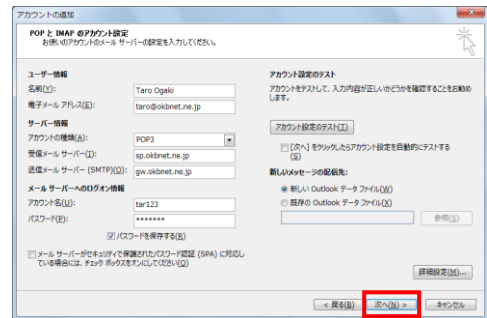 アカウントの追加
POP と IMAP のアカウント設定
お使いのアカウントのメール サーバーの設定を入力してください。
ユーザー情報
名前(Y):
Taro Ogaki
電子メール アドレス(E):
taro@okbnet.ne.jp
サーバー情報
アカウントの種類(A):
POP3
受信メール サーバー(I):
sp.okbnet.ne.jp
送信メール サーバー (SMTP)(O):
gw.okbnet.ne.jp
メール サーバーへのログオン情報
アカウント名(U):
tar123
パスワード(P):
*******
パスワードを保存する(R)
メール サーバーがセキュリティで保護されたパスワード認証 (SPA) に対応
している場合には、チェック ボックスをオンにしてください(Q)
アカウント設定のテスト
アカウントをテストして、入力内容が正しいかどうかを確認することをお勧め
します。
アカウント設定のテスト(T)
[次へ] をクリックしたらアカウント設定を自動的にテストする
(S)
新しいメッセージの配信先:
新しい Outlook データ ファイル(W)
既存の Outlook データ ファイル(X)
参照(S)
詳細設定(M)...
< 戻る(B)
次へ(N) >
キャンセル